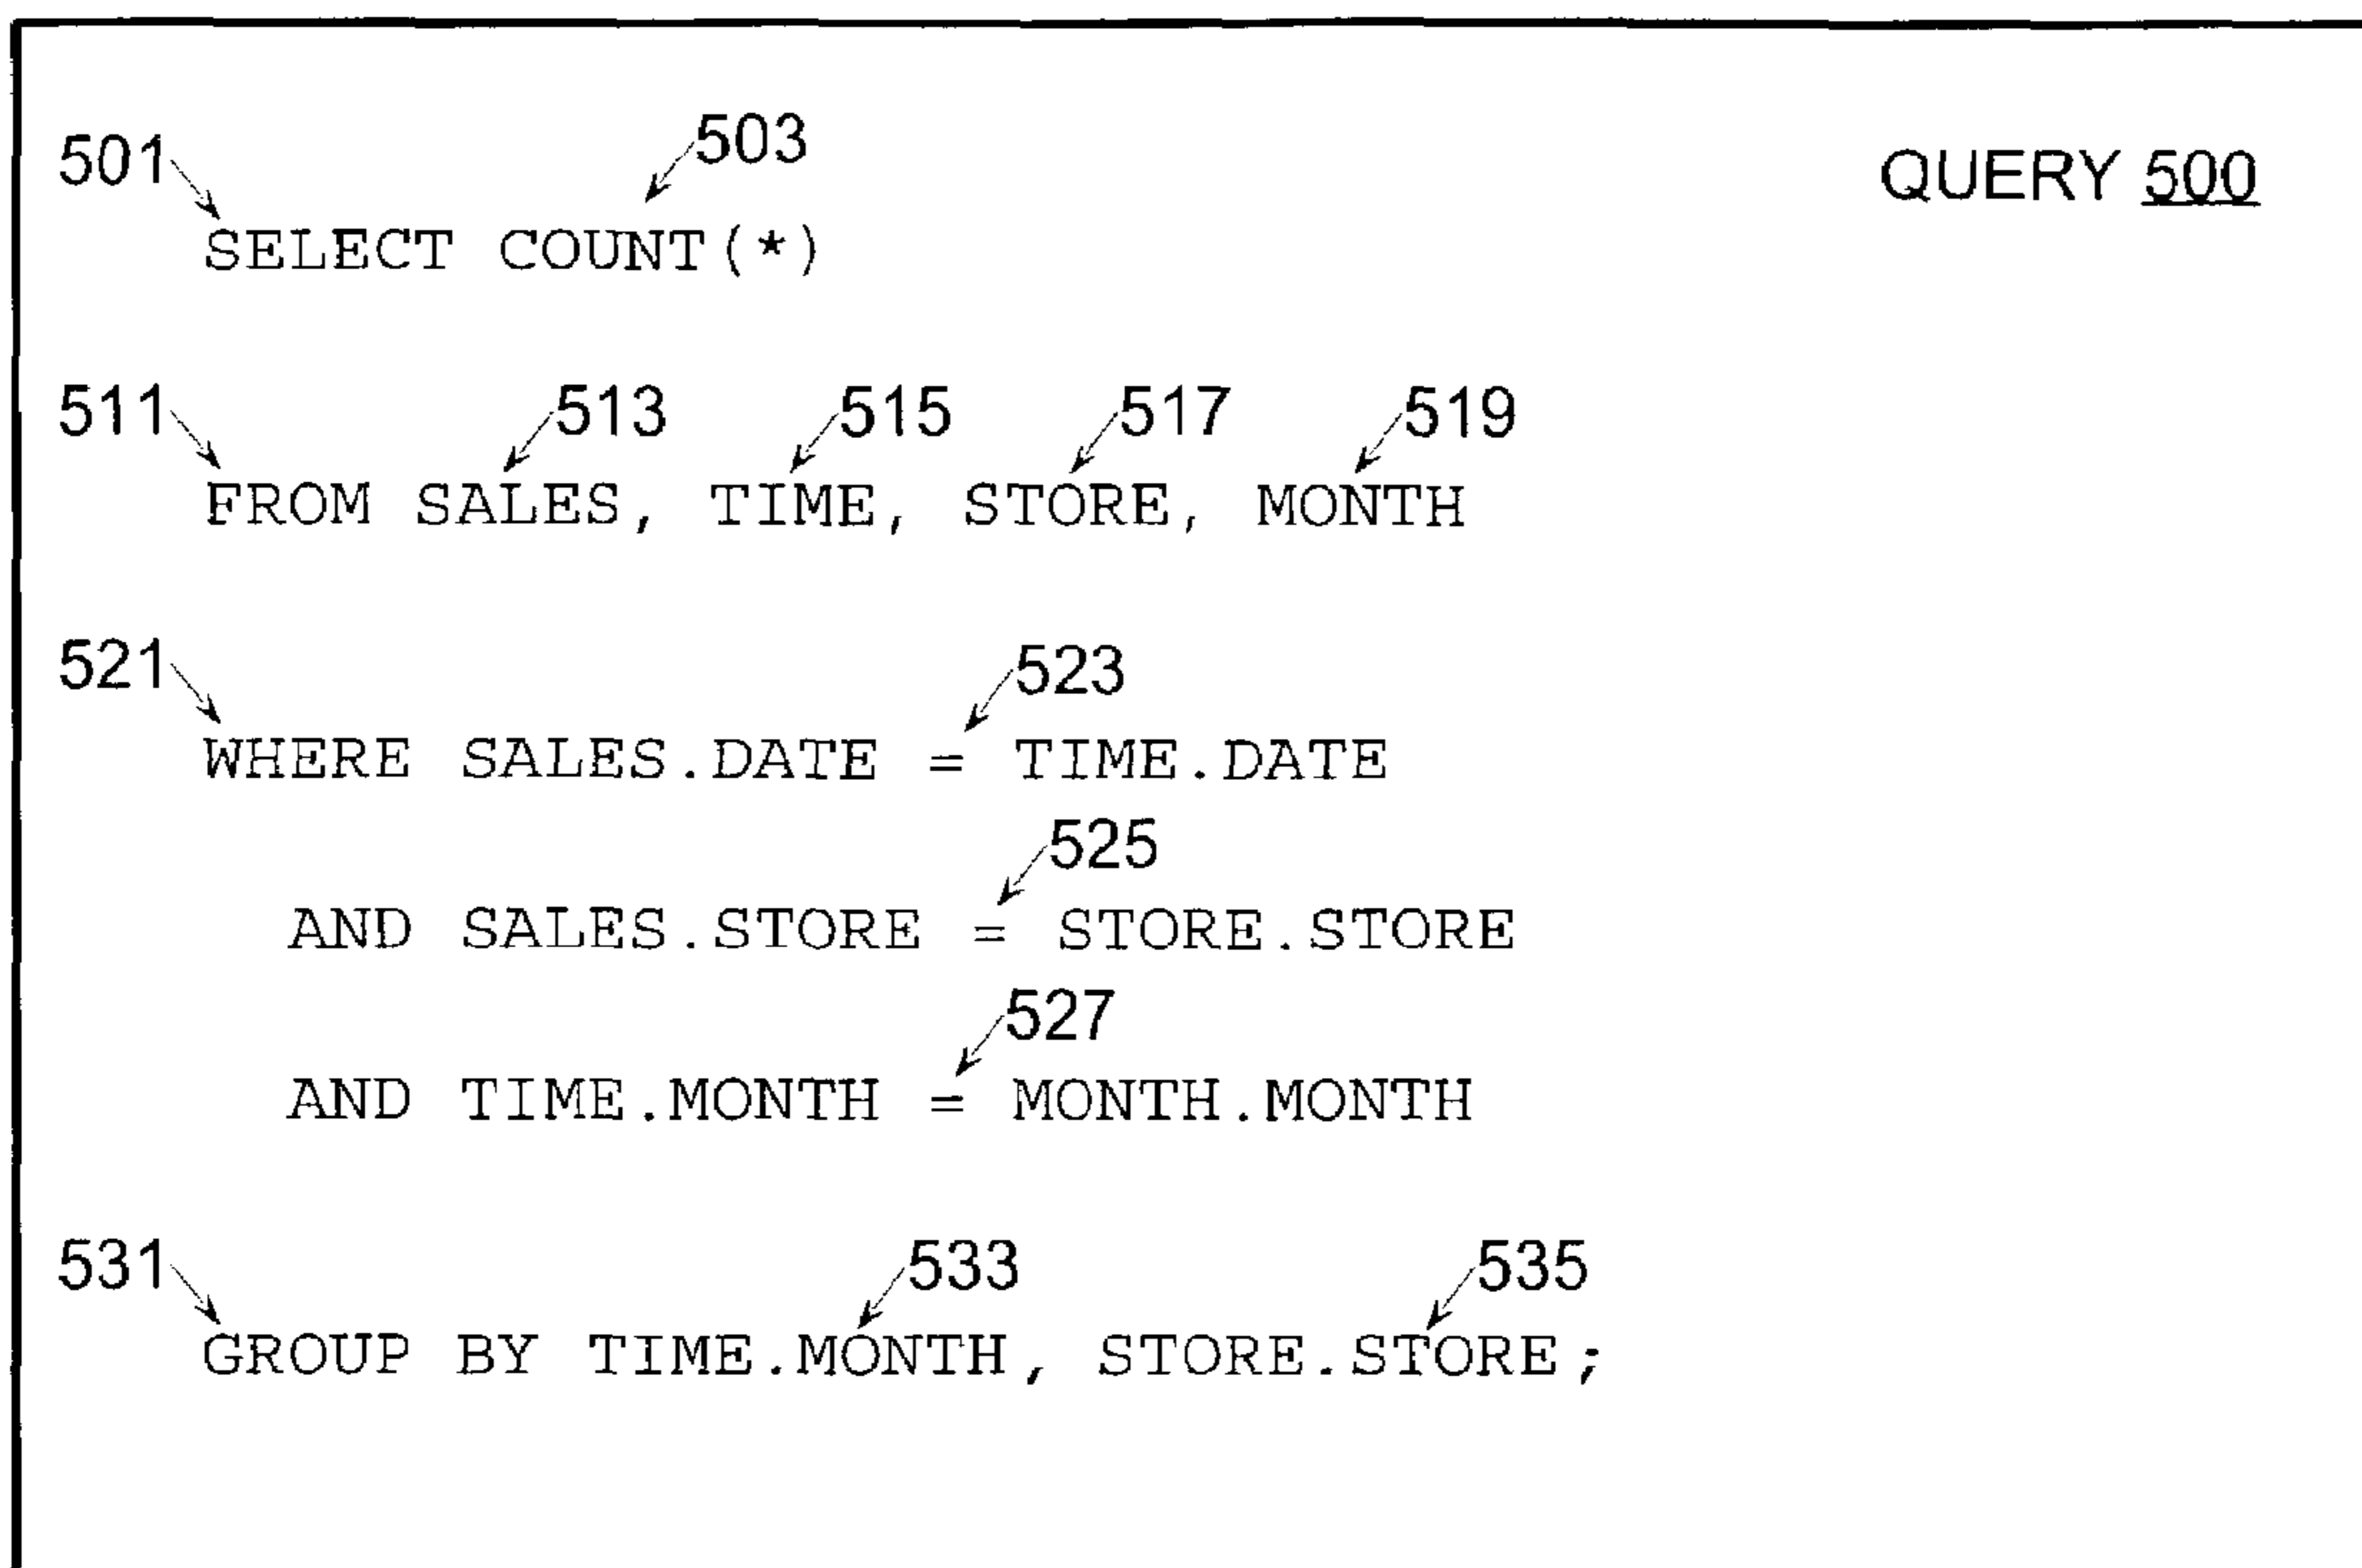 501 503 QUERY 500
SELECT COUNT(*)
511 513 515 517 519
FROM SALES, TIME, STORE, MONTH
521 523
WHERE SALES.DATE = TIME.DATE
525
AND SALES.STORE = STORE.STORE
527
AND TIME.MONTH = MONTH.MONTH
531 533 535
GROUP BY TIME.MONTH, STORE.STORE;